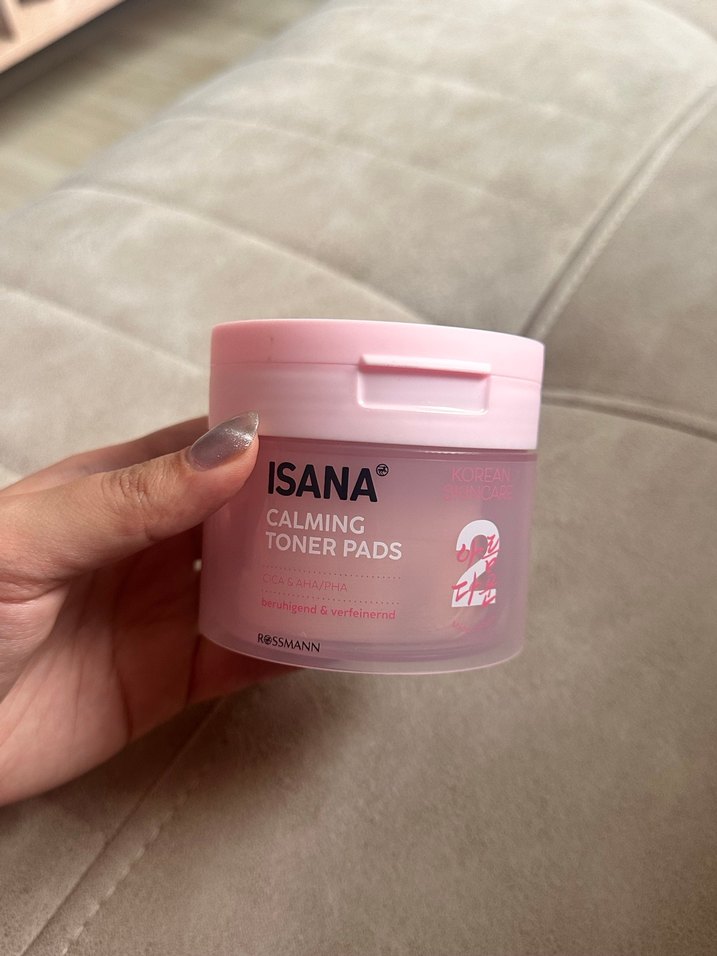 ISANA
CALMING
TONER PADS
CICA & AHA/PHA
beruhigend & verfeinernd
ROSSMANN
KOREAN
SKINCARE
2